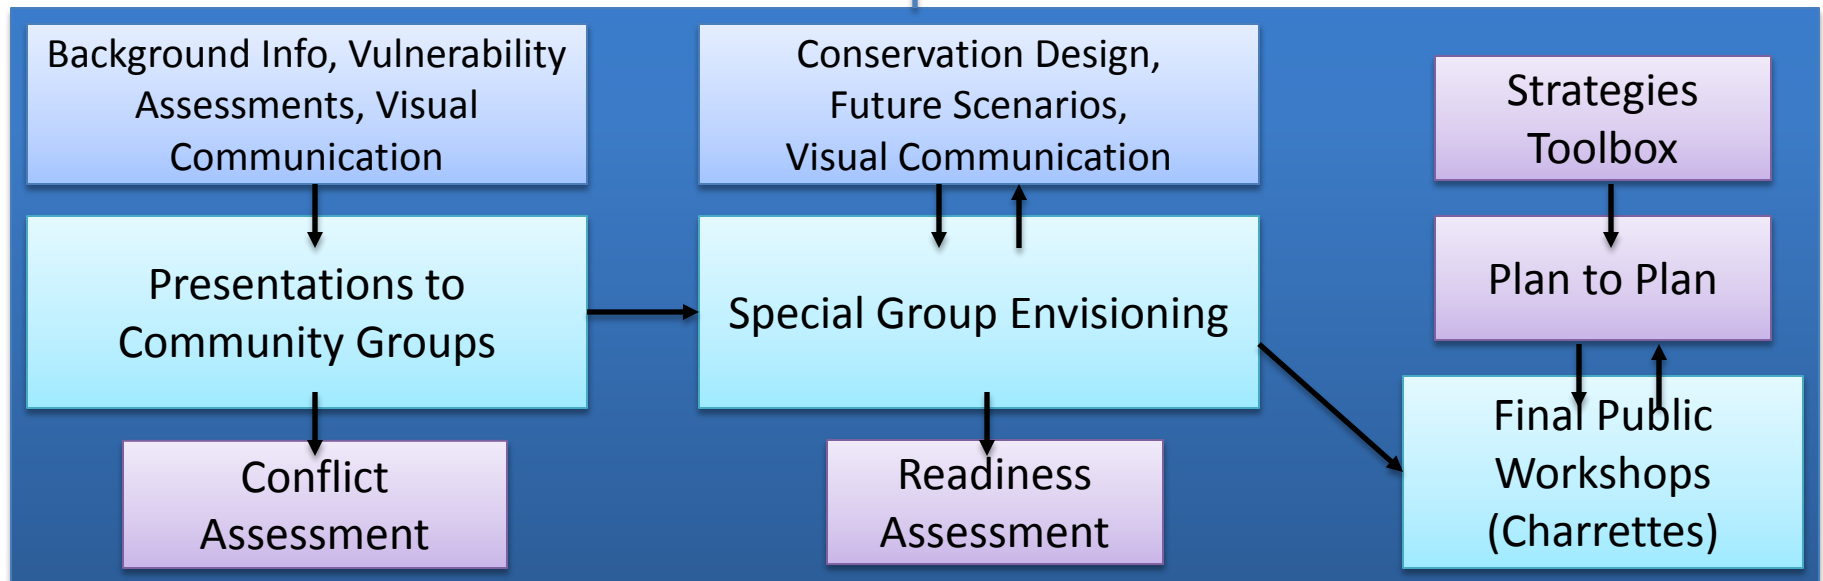 Background Info, Vulnerability
Assessments, Visual
Communication
Conservation Design,
Future Scenarios,
Visual Communication
Strategies
Toolbox
Presentations to
Community Groups
Special Group Envisioning
Plan to Plan
Conflict
Assessment
Readiness
Assessment
Final Public
Workshops
(Charrettes)